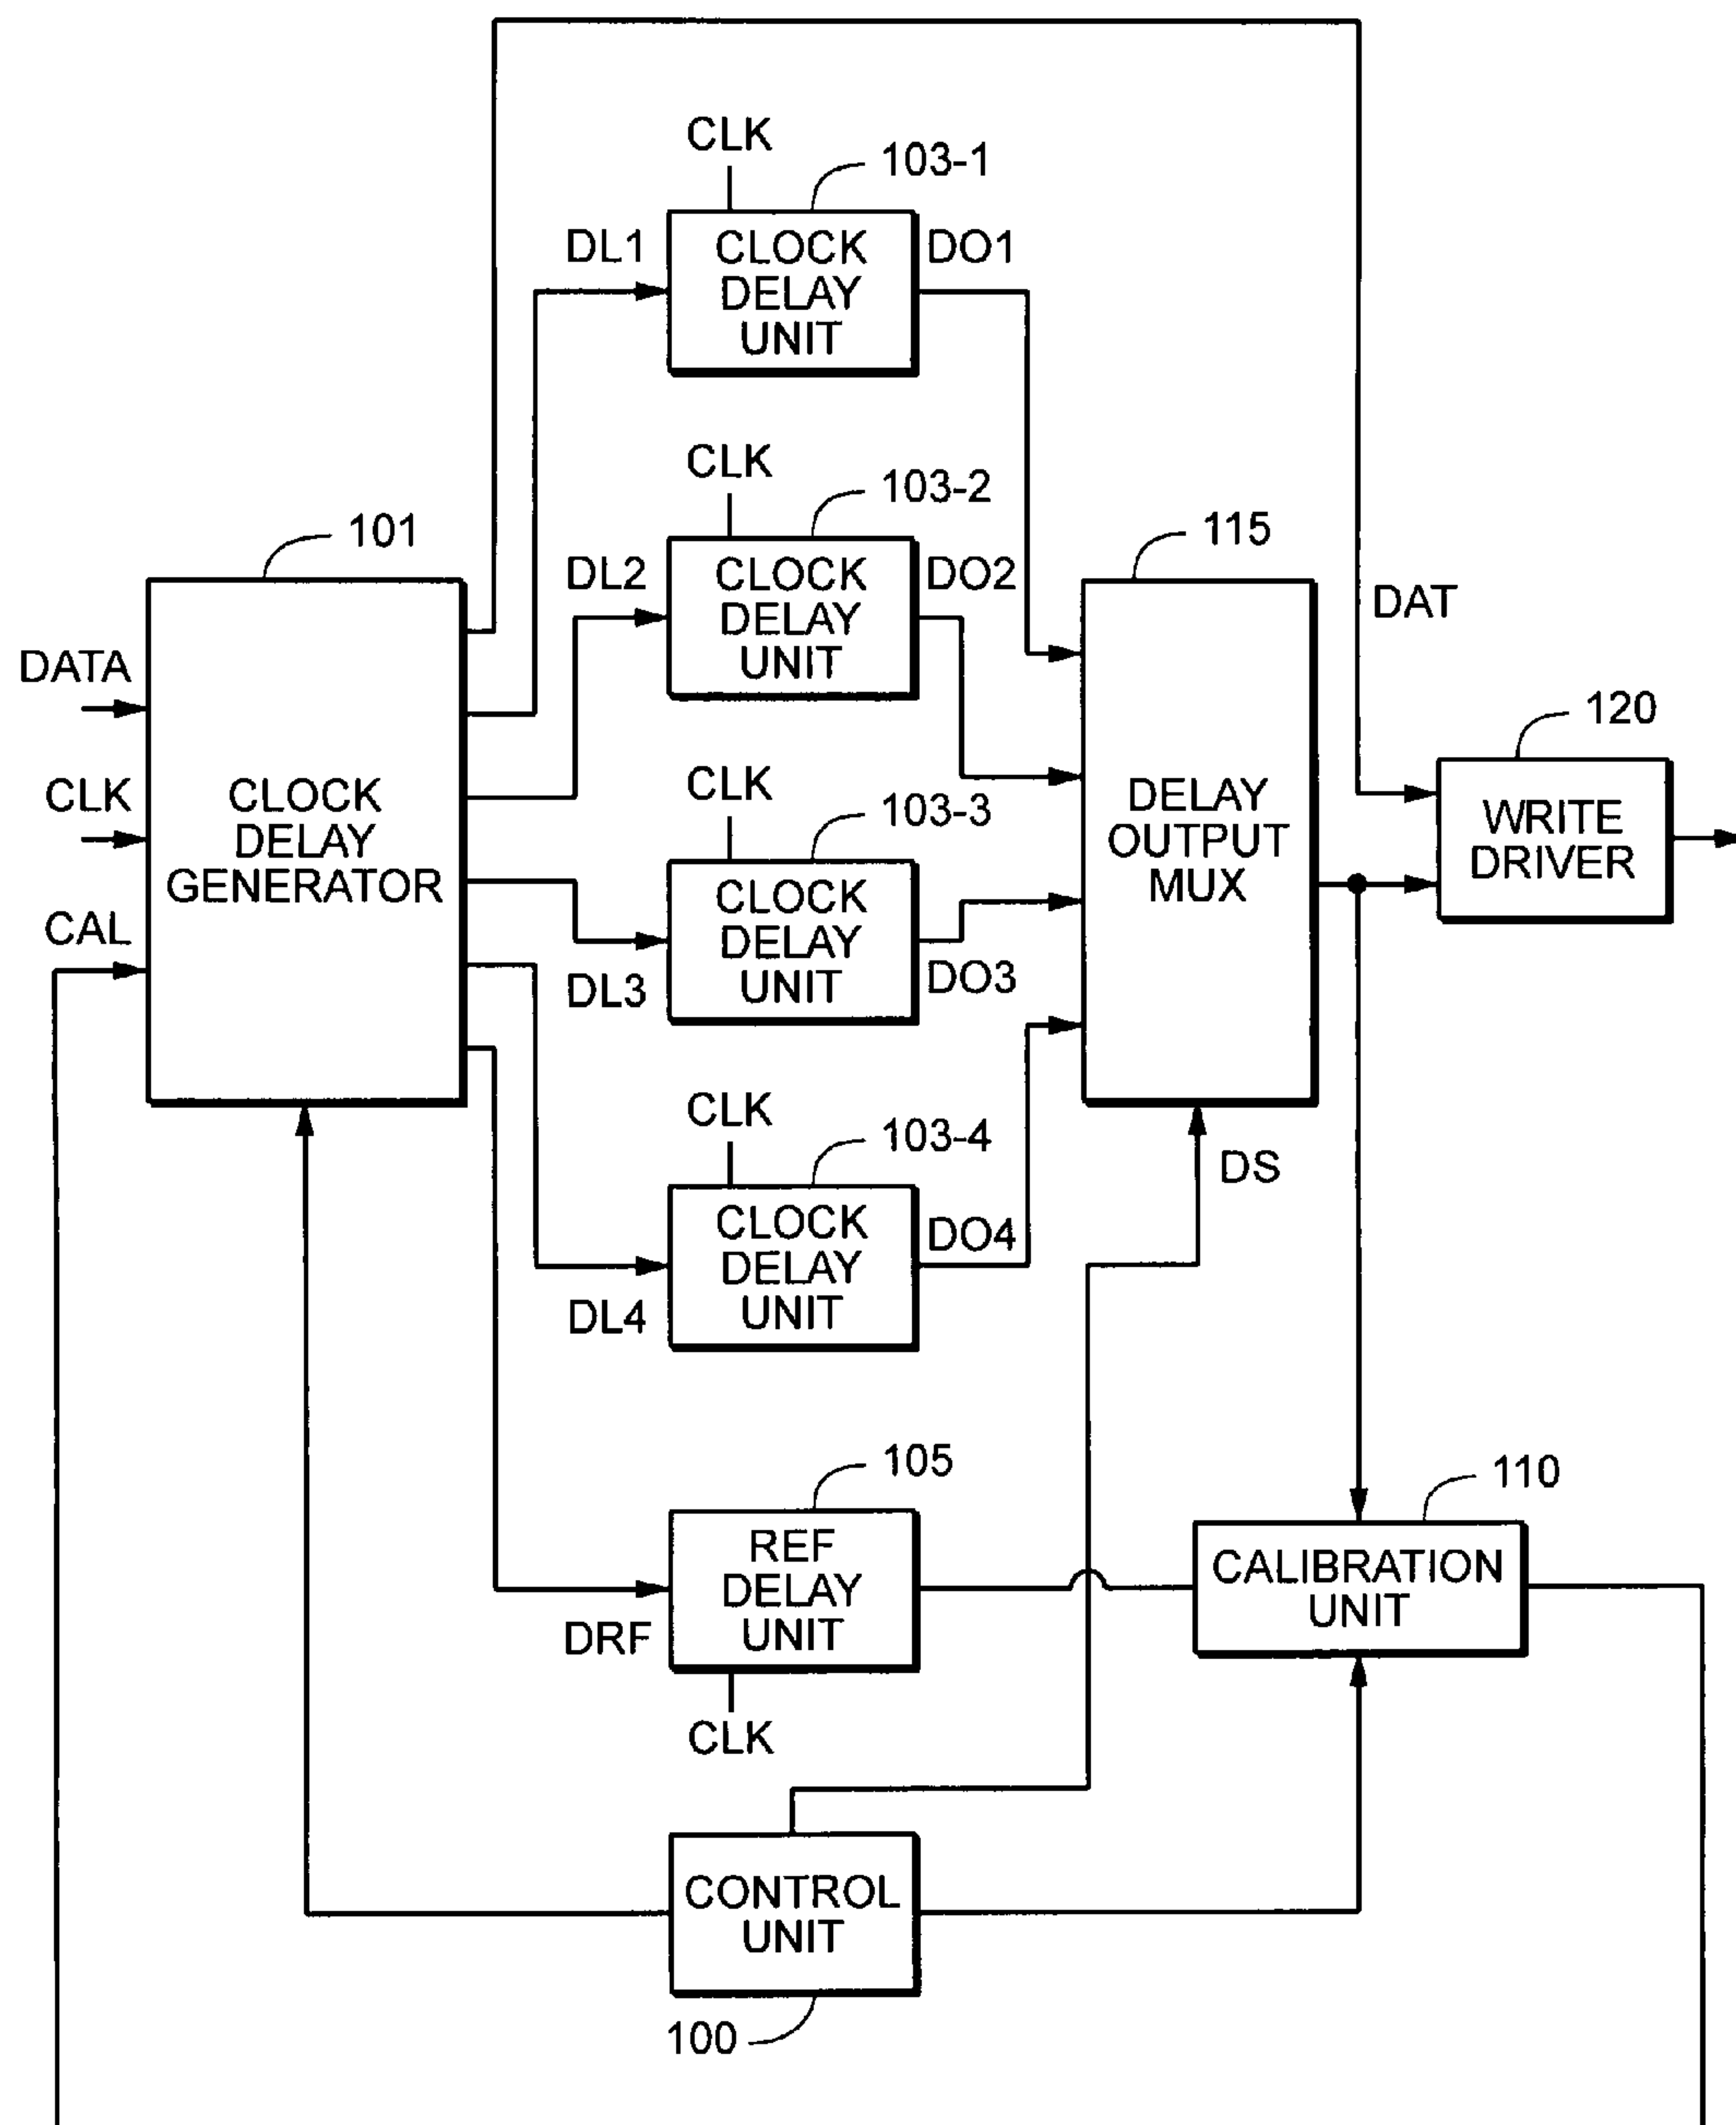 CLK
103-1
DL1
CLOCK
DELAY
UNIT
DO1
CLK
103-2
101
115
DL2
CLOCK
DELAY
UNIT
DO2
DAT
DATA
120
CLK
CLK
103-3
CLOCK
DELAY
GENERATOR
DELAY
OUTPUT
MUX
WRITE
DRIVER
CAL
CLOCK
DELAY
UNIT
DL3
DO3
CLK
103-4
DS
CLOCK
DELAY
UNIT
DO4
DL4
105
110
REF
DELAY
UNIT
CALIBRATION
UNIT
DRF
CLK
CONTROL
UNIT
100